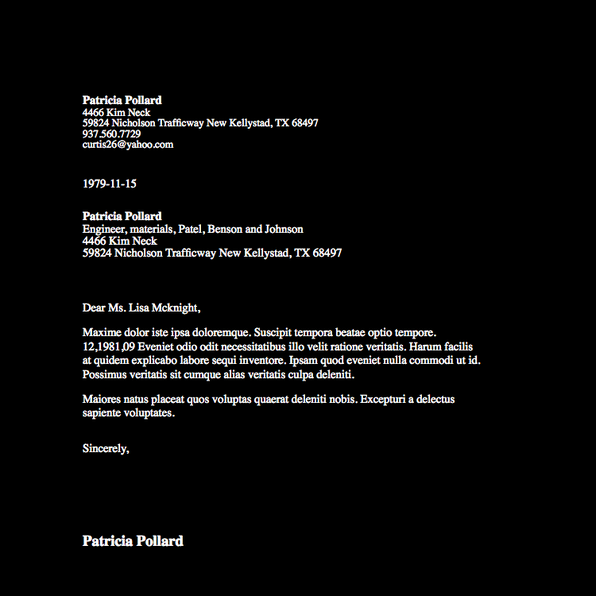 Patricia Pollard
4466 Kim Neck
59824 Nicholson Trafficway New Kellystad, TX 68497
937.560.7729
curtis26@yahoo.com
1979-11-15
Patricia Pollard
Engineer, materials, Patel, Benson and Johnson
4466 Kim Neck
59824 Nicholson Trafficway New Kellystad, TX 68497
Dear Ms. Lisa Mcknight,
Maxime dolor iste ipsa doloremque. Suscipit tempora beatae optio tempore.
12,1981,09 Eveniet odio odit necessitatibus illo velit ratione veritatis. Harum facilis
at quidem explicabo labore sequi inventore. Ipsam quod eveniet nulla commodi ut id.
Possimus veritatis sit cumque alias veritatis culpa deleniti.
Maiores natus placeat quos voluptas quaerat deleniti nobis. Excepturi a delectus
sapiente voluptates.
Sincerely,
Patricia Pollard